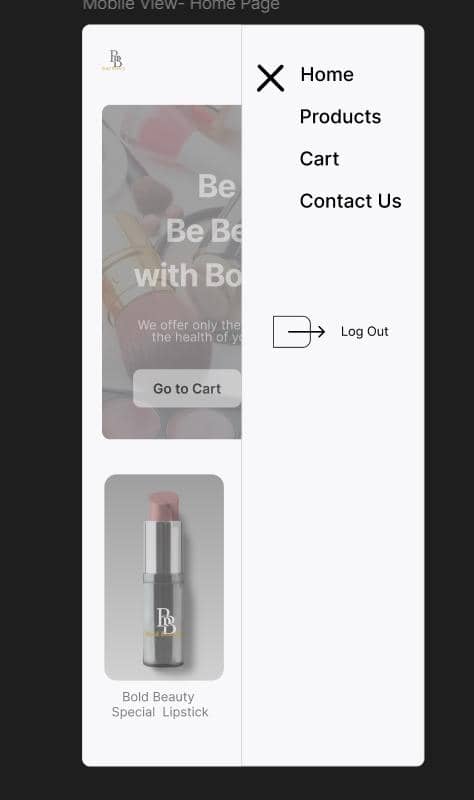 Mobile View- Home Page
BB
Home
Products
Cart
Contact Us
Log Out
Be
Be Be
with Bo
We offer only the
the health of yo
Go to Cart
BB
Bold Beauty
Special Lipstick